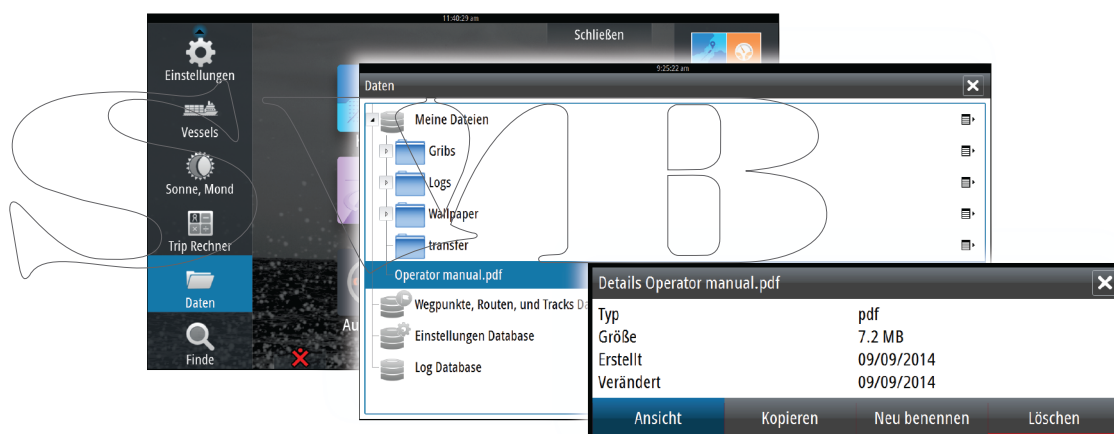 11:40:29 am
Schließen
Einstellungen
Vessels
Sonne, Mond
Trip Rechner
Daten
Finde
9:25:22 am
Daten
Meine Dateien
Gribs
Logs
Wallpaper
transfer
Operator manual.pdf
Wegpunkte, Routen, und Tracks
Einstellungen Database
Log Database
Details Operator manual.pdf
Typ pdf
Größe 7.2 MB
Erstellt 09/09/2014
Verändert 09/09/2014
Ansicht Kopieren Neu benennen Löschen